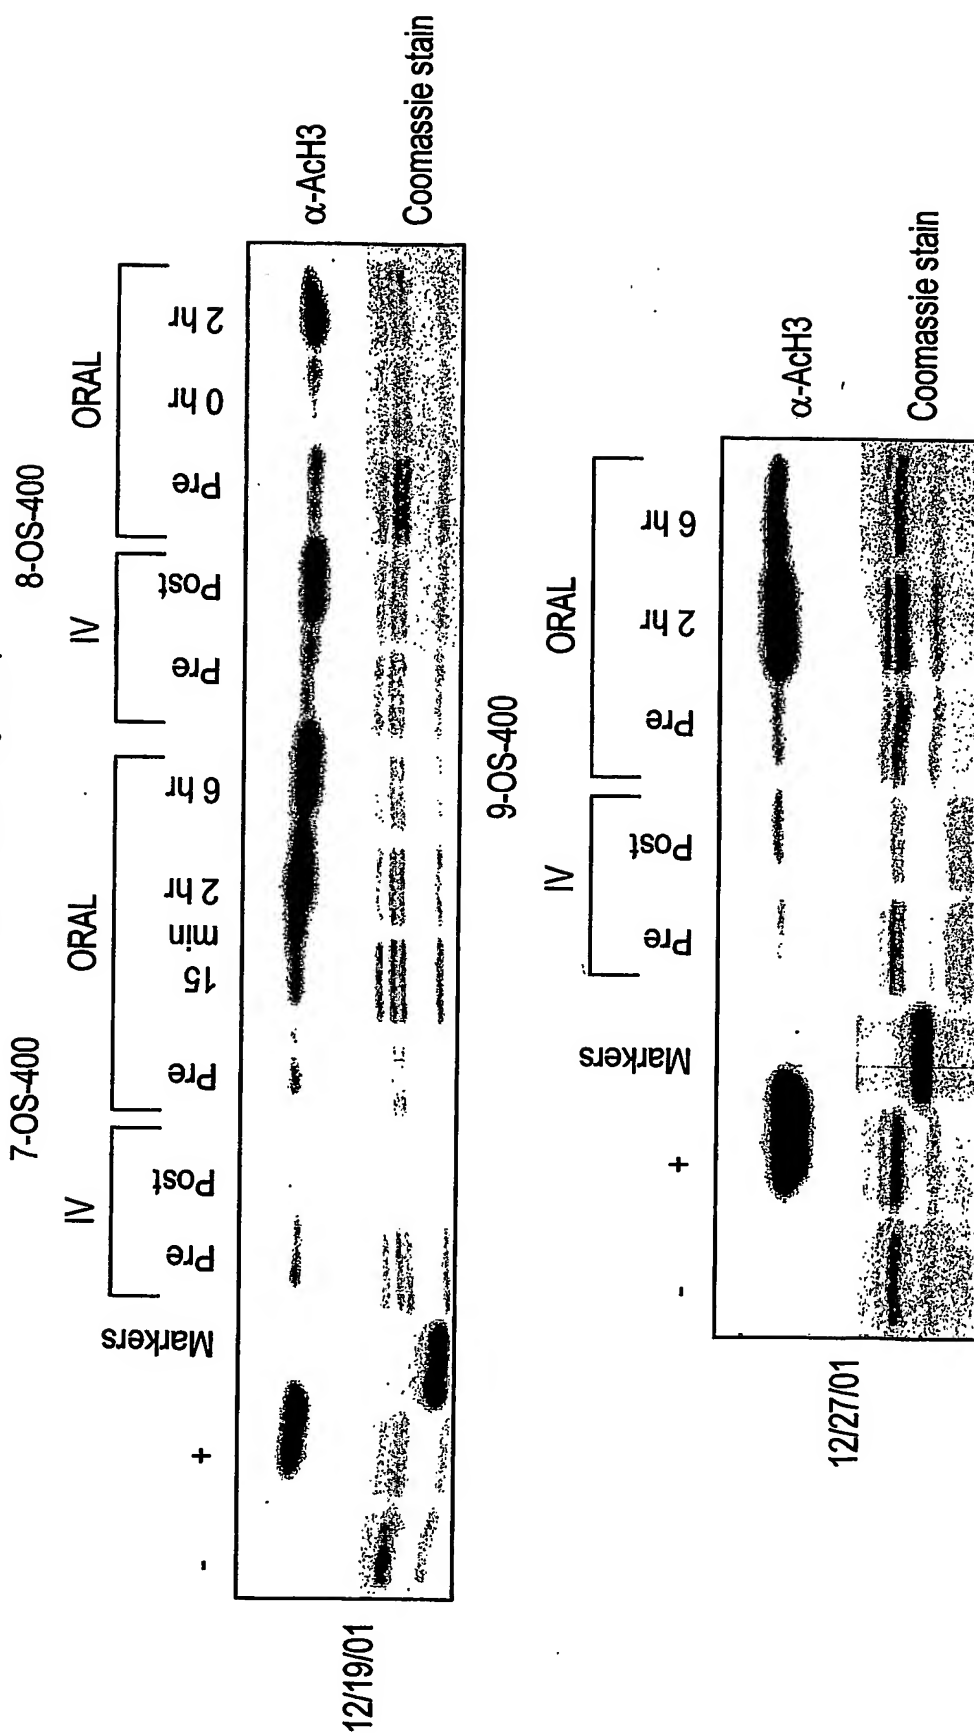 7-OS-400 8-OS-400
IV ORAL IV ORAL
- + Markers Pre Post Pre 15 min 2 hr 6 hr Pre Post Pre 0 hr 2 hr
12/19/01
α-AcH3
Coomassie stain
9-OS-400
IV ORAL
- + Markers Pre Post Pre 2 hr 6 hr
12/27/01
α-AcH3
Coomassie stain